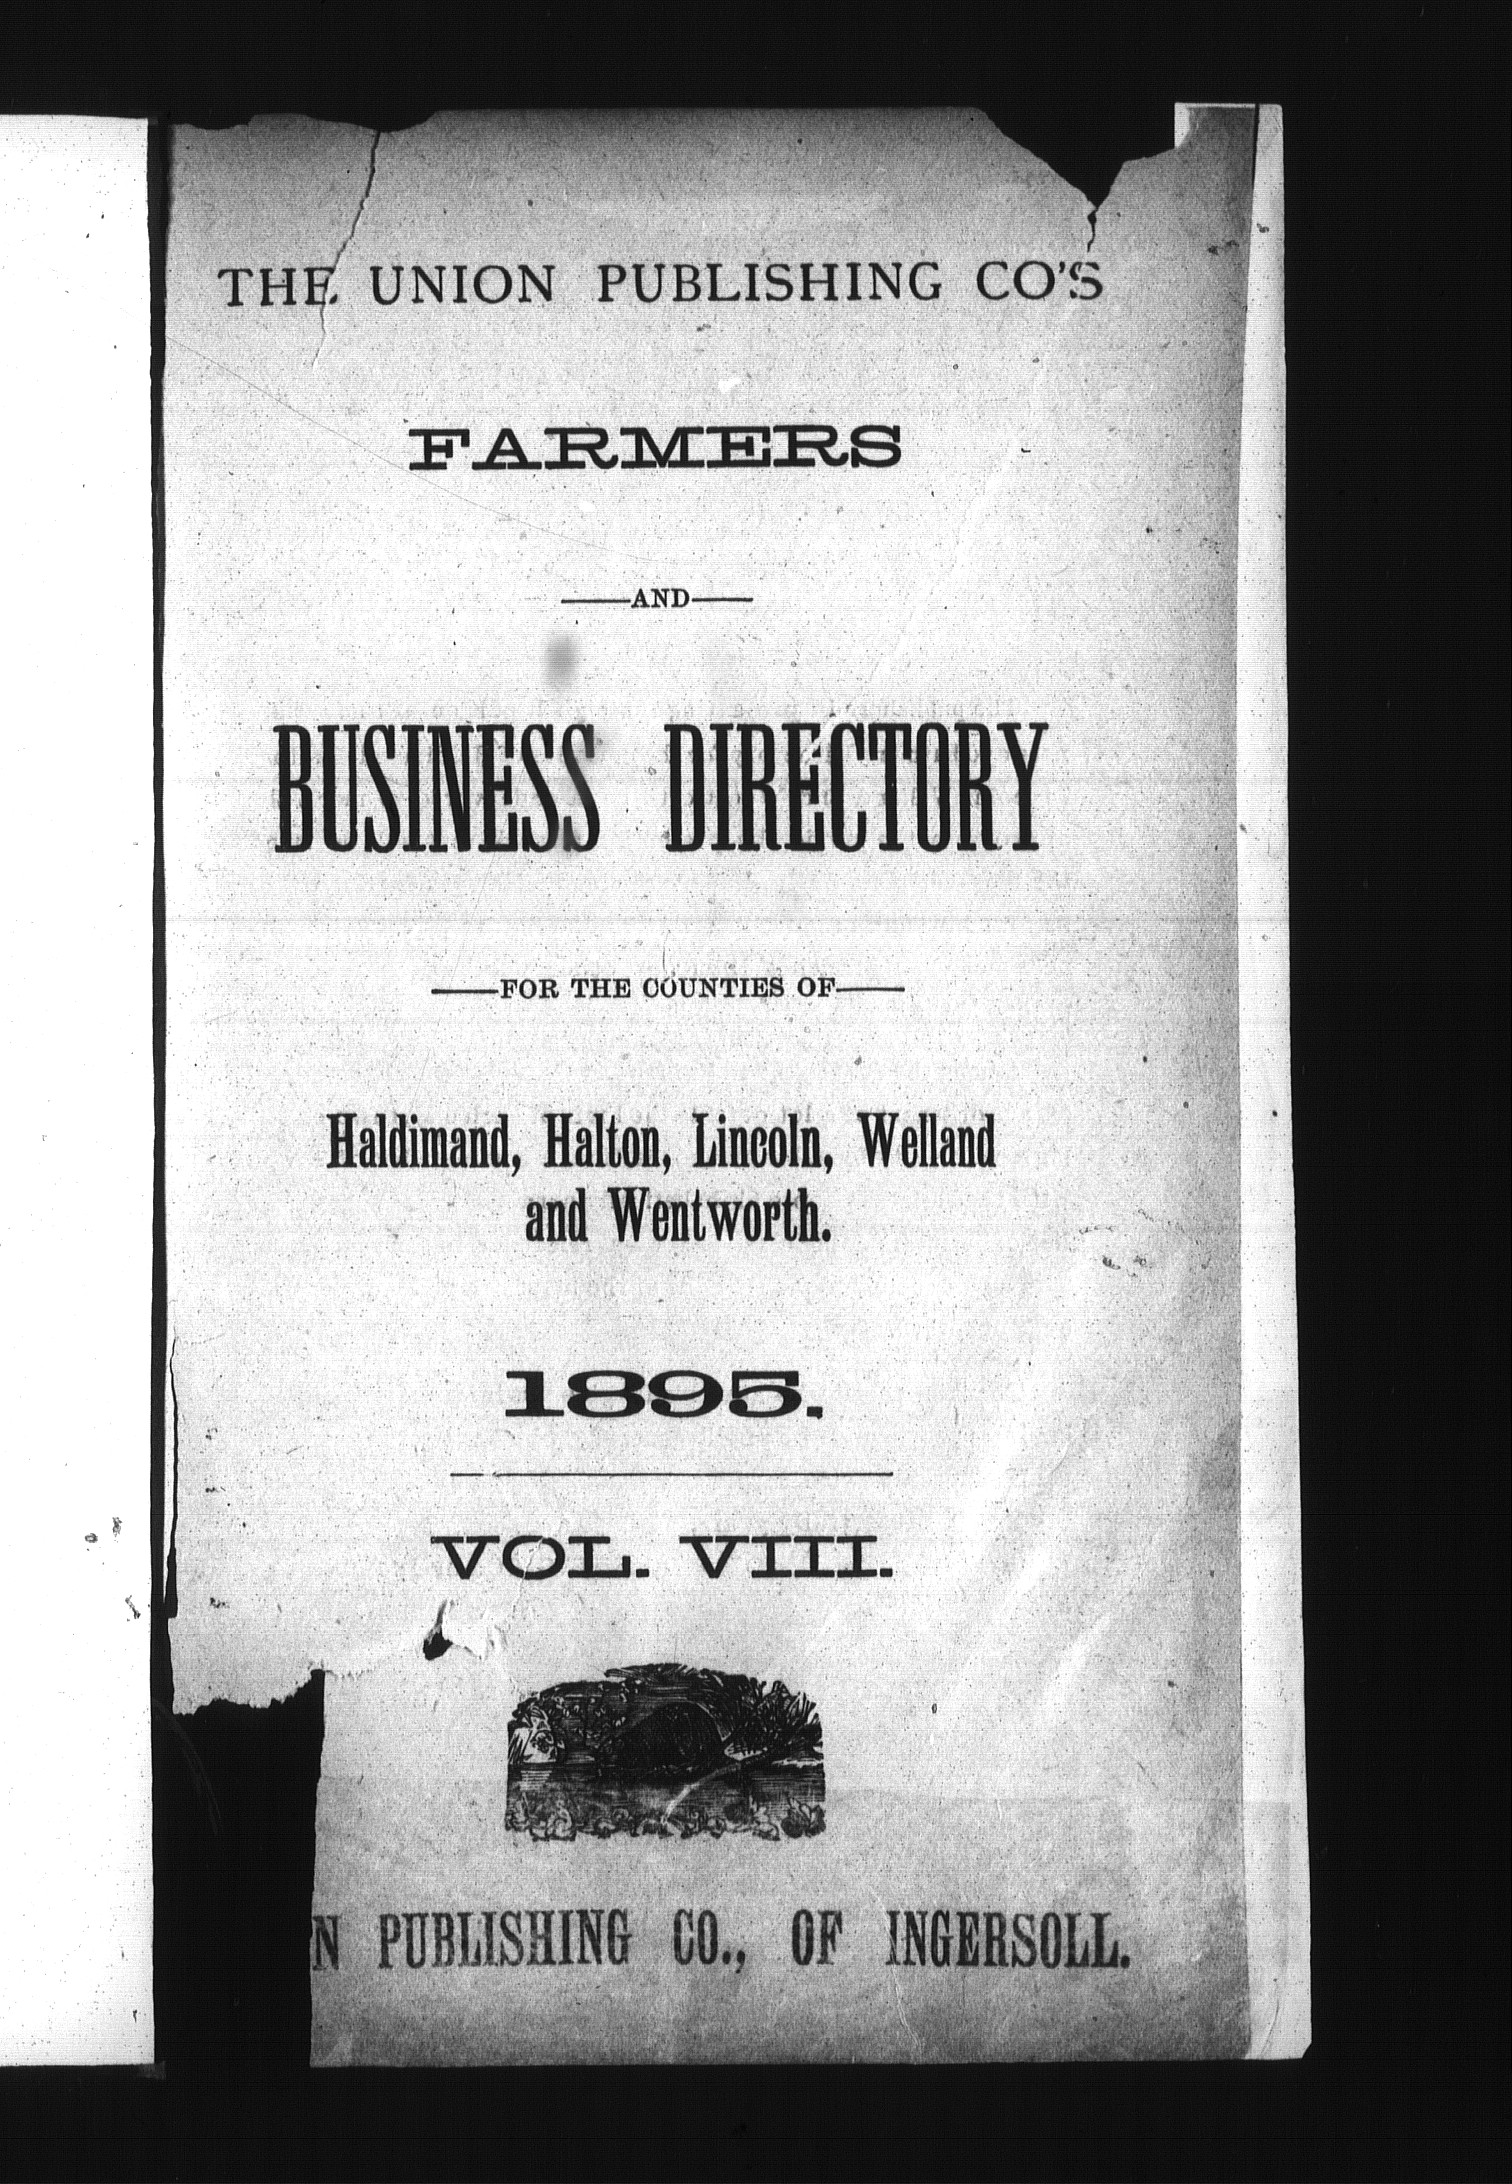 THE UNION PUBLISHING CO'S
FARMERS
—AND—
BUSINESS DIRECTORY
—FOR THE COUNTIES OF—
Haldimand, Halton, Lincoln, Welland
and Wentworth.
1895.
VOL. VIII.
N PUBLISHING CO., OF INGERSOLL.